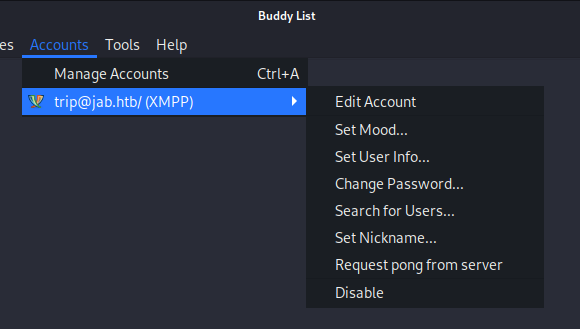 Buddy List
es Accounts Tools Help
Manage Accounts Ctrl+A
trip@jab.htb/ (XMPP)
Edit Account
Set Mood...
Set User Info...
Change Password...
Search for Users...
Set Nickname...
Request pong from server
Disable